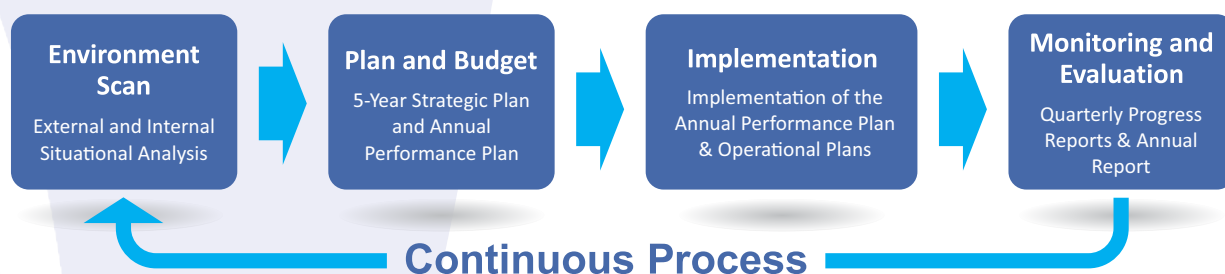 Environment
Scan
External and Internal
Situational Analysis
Plan and Budget
5-Year Strategic Plan
and Annual
Performance Plan
Implementation
Implementation of the
Annual Performance Plan
& Operational Plans
Monitoring and
Evaluation
Quarterly Progress
Reports & Annual
Report
Continuous Process